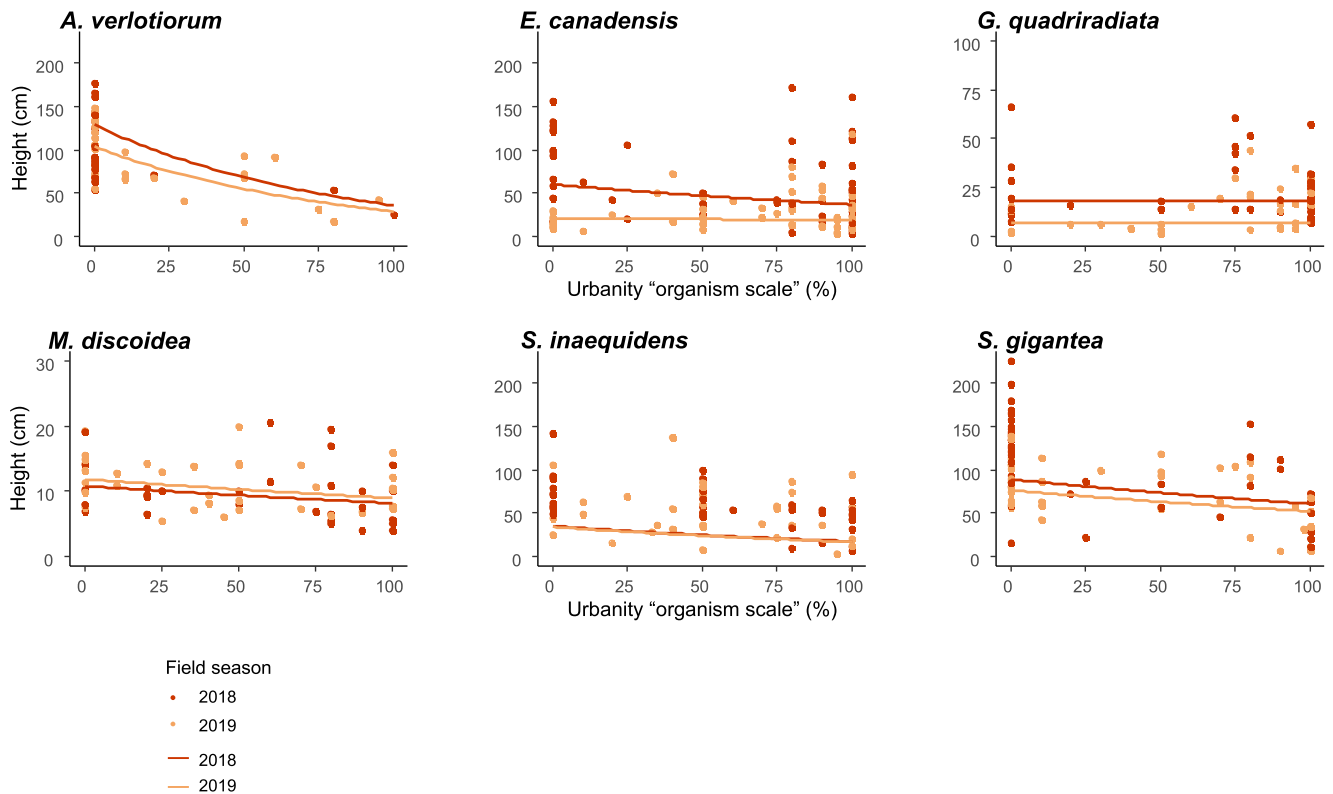 A. verlotiorum
E. canadensis
G. quadriradiata
Height (cm)
200
150
100
50
0
0 25 50 75 100
200
150
100
50
0
0 25 50 75 100
Urbanity “organism scale” (%)
100
75
50
25
0
0 25 50 75 100
M. discoidea
S. inaequidens
S. gigantea
Height (cm)
30
20
10
0
0 25 50 75 100
200
150
100
50
0
0 25 50 75 100
Urbanity “organism scale” (%)
200
150
100
50
0
0 25 50 75 100
Field season
2018
2019
2018
2019